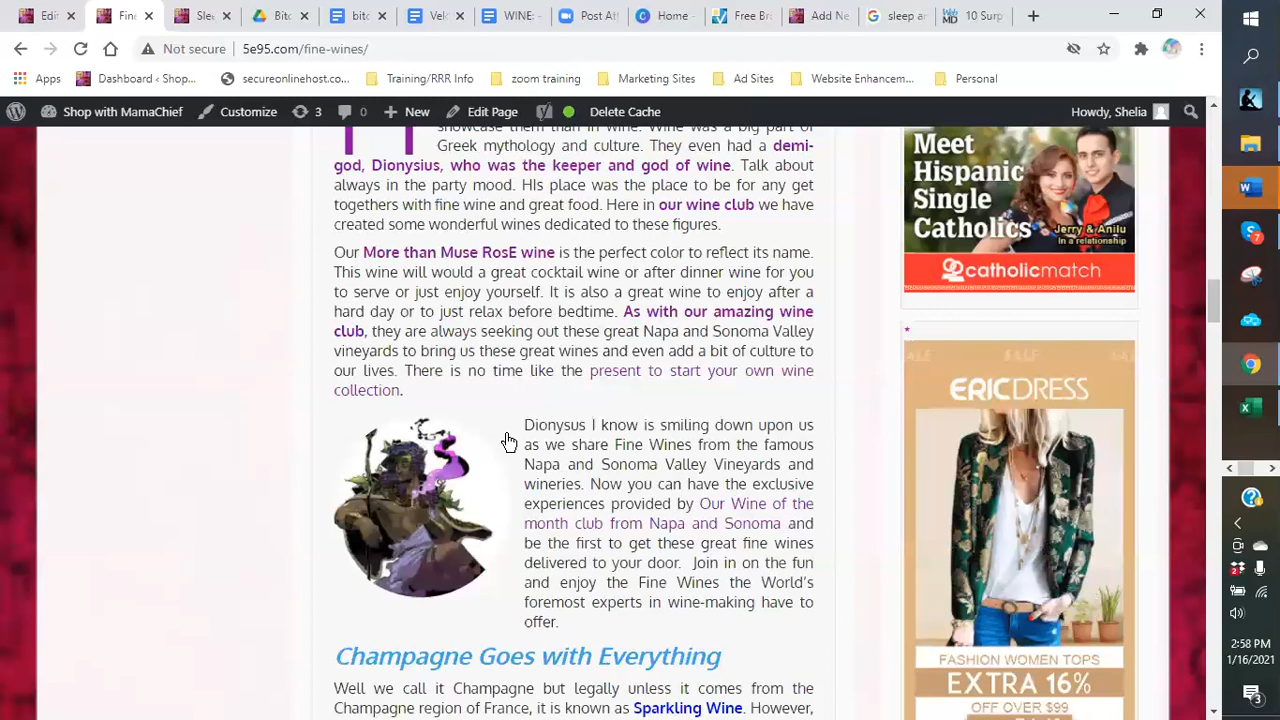 Edit
Fine
Slee
Bitc
bitc
Velv
WINE
Post Att
Home -
Free Bro
Add Ne
sleep an
10 Surp
Not secure
5e95.com/fine-wines/
Apps
Dashboard ‹ Shop...
secureonlinehost.co...
Training/RRR Info
zoom training
Marketing Sites
Ad Sites
Website Enhancem...
Personal
Shop with MamaChief
Customize
3
0
New
Edit Page
Delete Cache
Howdy, Shelia
showcase them than in wine. Wine was a big part of
Greek mythology and culture. They even had a demi-
god, Dionysius, who was the keeper and god of wine. Talk about
always in the party mood. HIs place was the place to be for any get
togethers with fine wine and great food. Here in our wine club we have
created some wonderful wines dedicated to these figures.
Our More than Muse RosE wine is the perfect color to reflect its name.
This wine will would a great cocktail wine or after dinner wine for you
to serve or just enjoy yourself. It is also a great wine to enjoy after a
hard day or to just relax before bedtime. As with our amazing wine
club, they are always seeking out these great Napa and Sonoma Valley
vineyards to bring us these great wines and even add a bit of culture to
our lives. There is no time like the present to start your own wine
collection.
Dionysus I know is smiling down upon us
as we share Fine Wines from the famous
Napa and Sonoma Valley Vineyards and
wineries. Now you can have the exclusive
experiences provided by Our Wine of the
month club from Napa and Sonoma and
be the first to get these great fine wines
delivered to your door. Join in on the fun
and enjoy the Fine Wines the World's
foremost experts in wine-making have to
offer.
Champagne Goes with Everything
Well we call it Champagne but legally unless it comes from the
Champagne region of France, it is known as Sparkling Wine. However,
Meet
Hispanic
Single
Catholics
Jerry & Anilu
In a relationship
catholicmatch
*
SALE
ERICDRESS
FASHION WOMEN TOPS
EXTRA 16%
OFF OVER $99
2:58 PM
1/16/2021
3